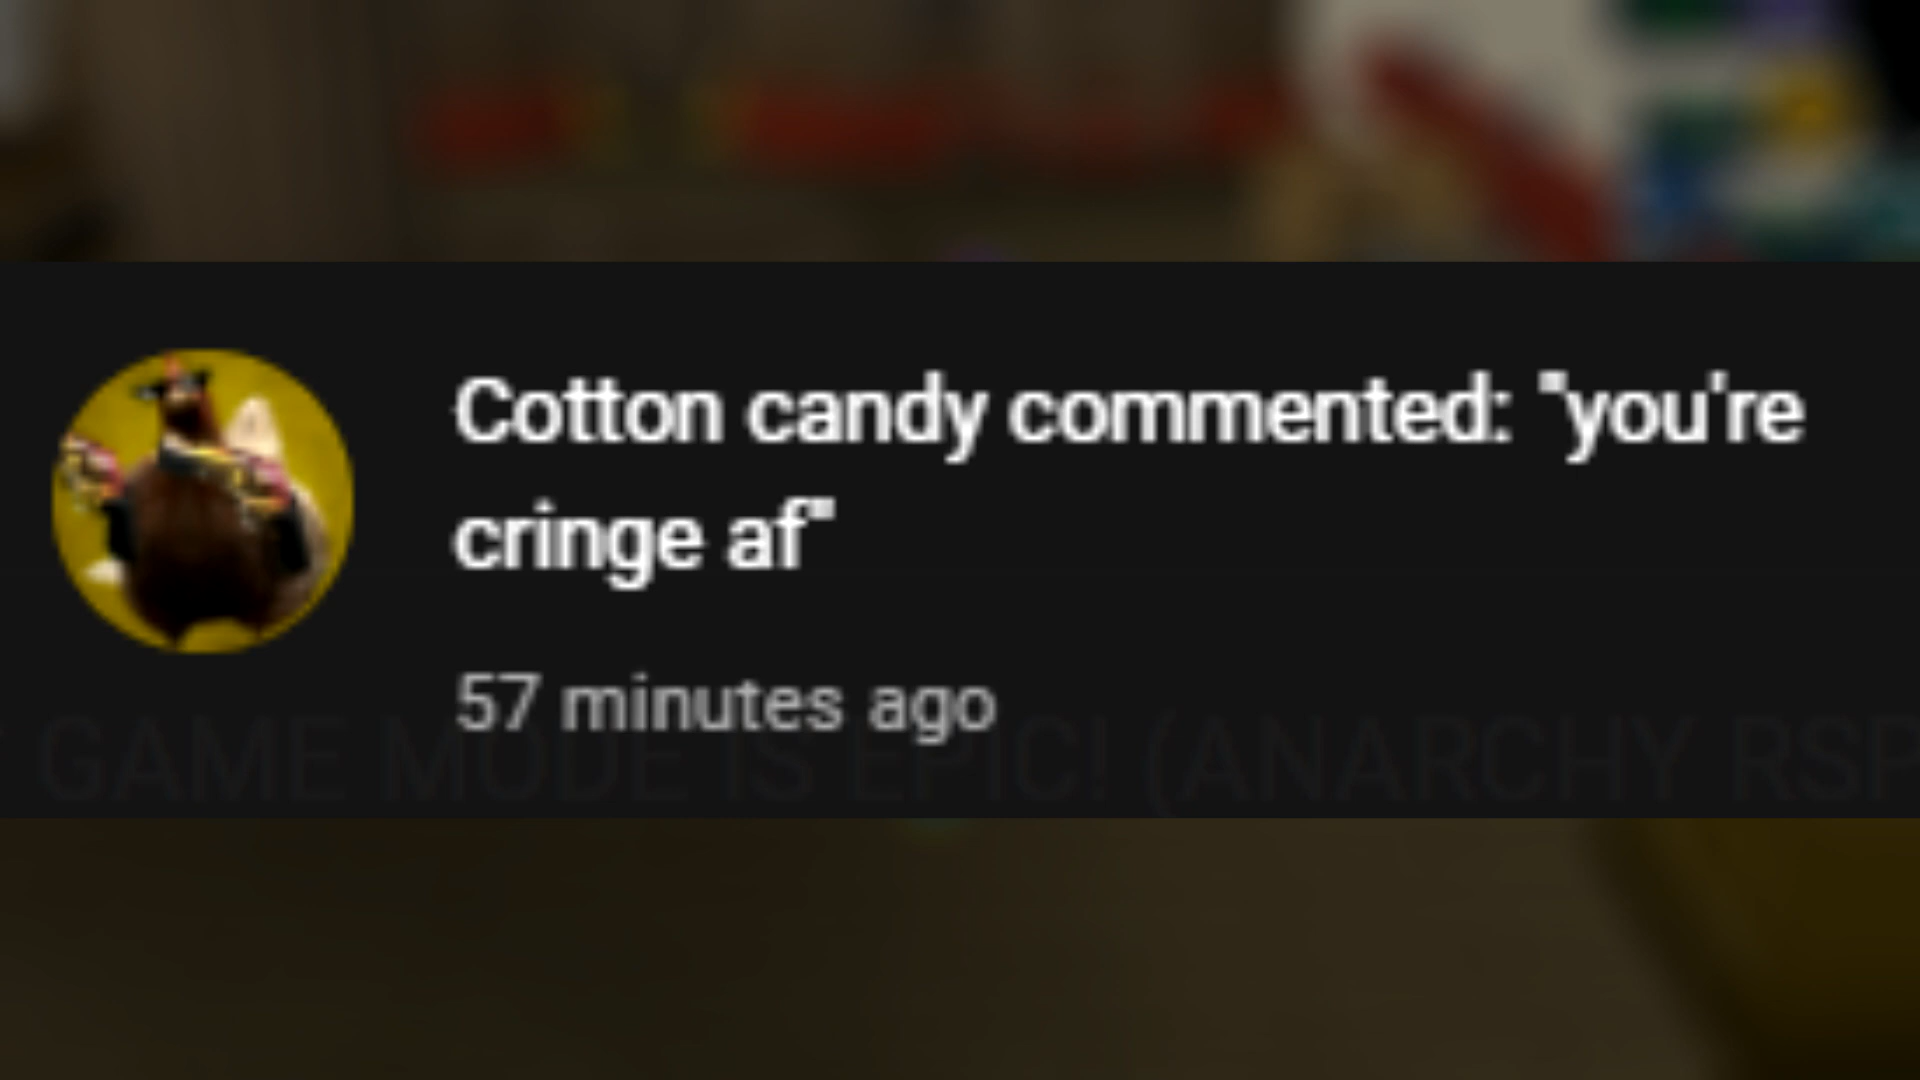 Cotton candy commented: "you're
cringe af"
57 minutes ago
GAME MODE IS EPIC! (ANARCHY RSP